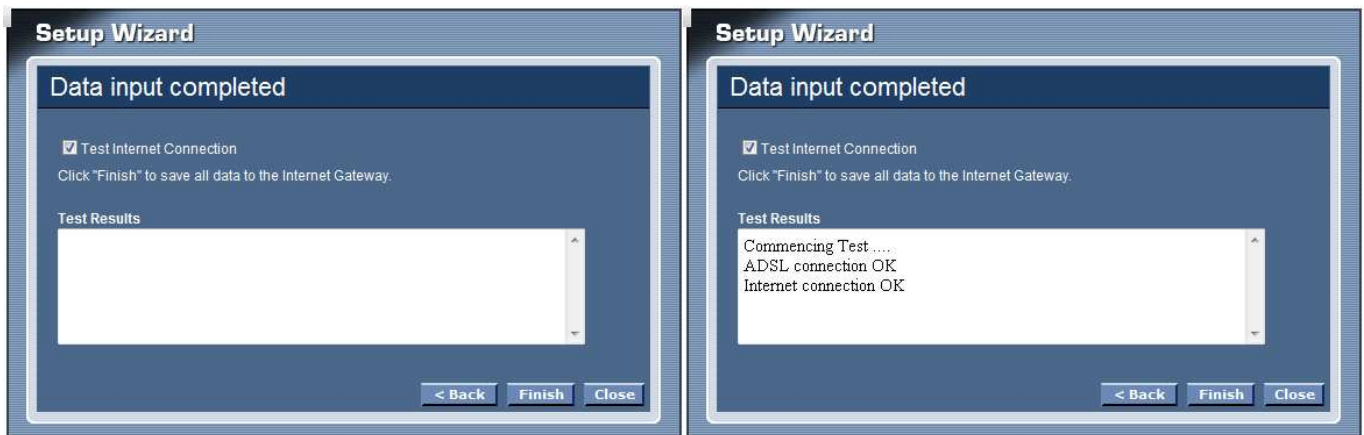 Setup Wizard
Data input completed
Test Internet Connection
Click "Finish" to save all data to the Internet Gateway.
Test Results
< Back Finish Close
Setup Wizard
Data input completed
Test Internet Connection
Click "Finish" to save all data to the Internet Gateway.
Test Results
Commencing Test ....
ADSL connection OK
Internet connection OK
< Back Finish Close